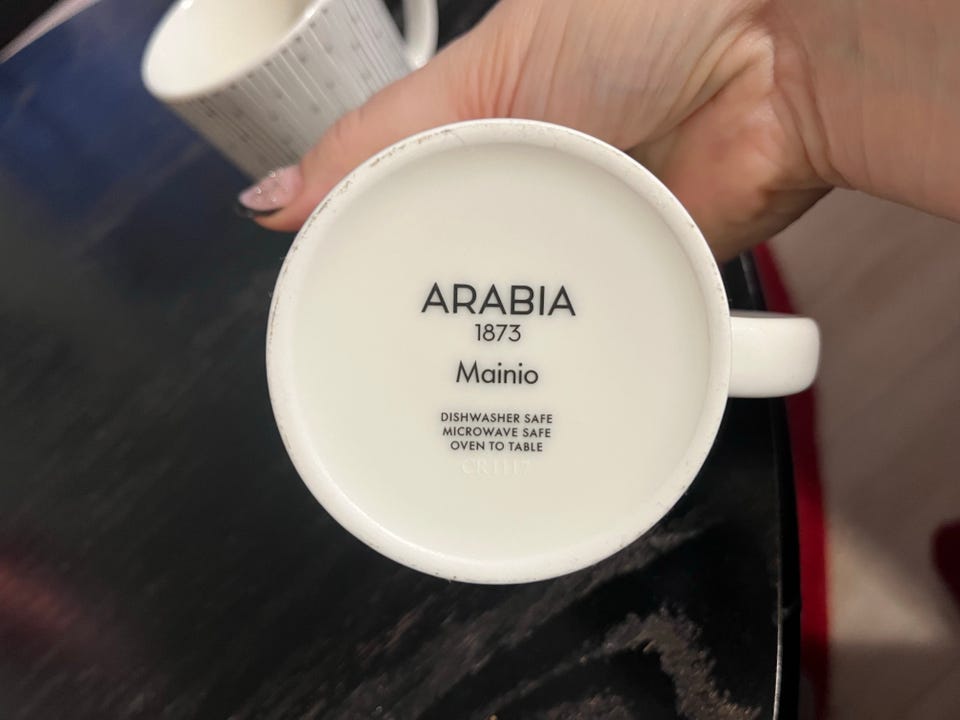 ARABIA
1873
Mainio
DISHWASHER SAFE
MICROWAVE SAFE
OVEN TO TABLE